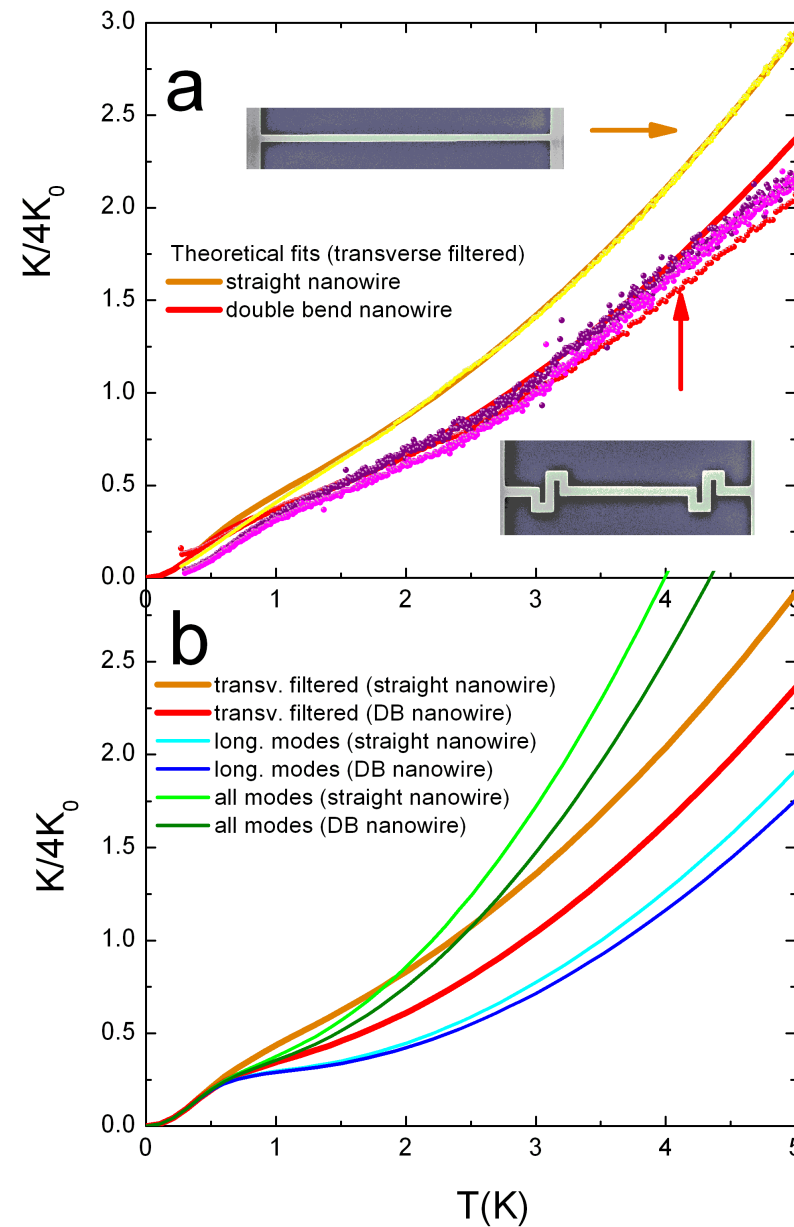 3.0
a
2.5
2.0
K/4K0
Theoretical fits (transverse filtered)
straight nanowire
double bend nanowire
1.5
1.0
0.5
0.0
0 1 2 3 4 5
b
2.5
transv. filtered (straight nanowire)
transv. filtered (DB nanowire)
long. modes (straight nanowire)
long. modes (DB nanowire)
all modes (straight nanowire)
all modes (DB nanowire)
2.0
1.5
K/4K0
1.0
0.5
0.0
0 1 2 3 4 5
T(K)